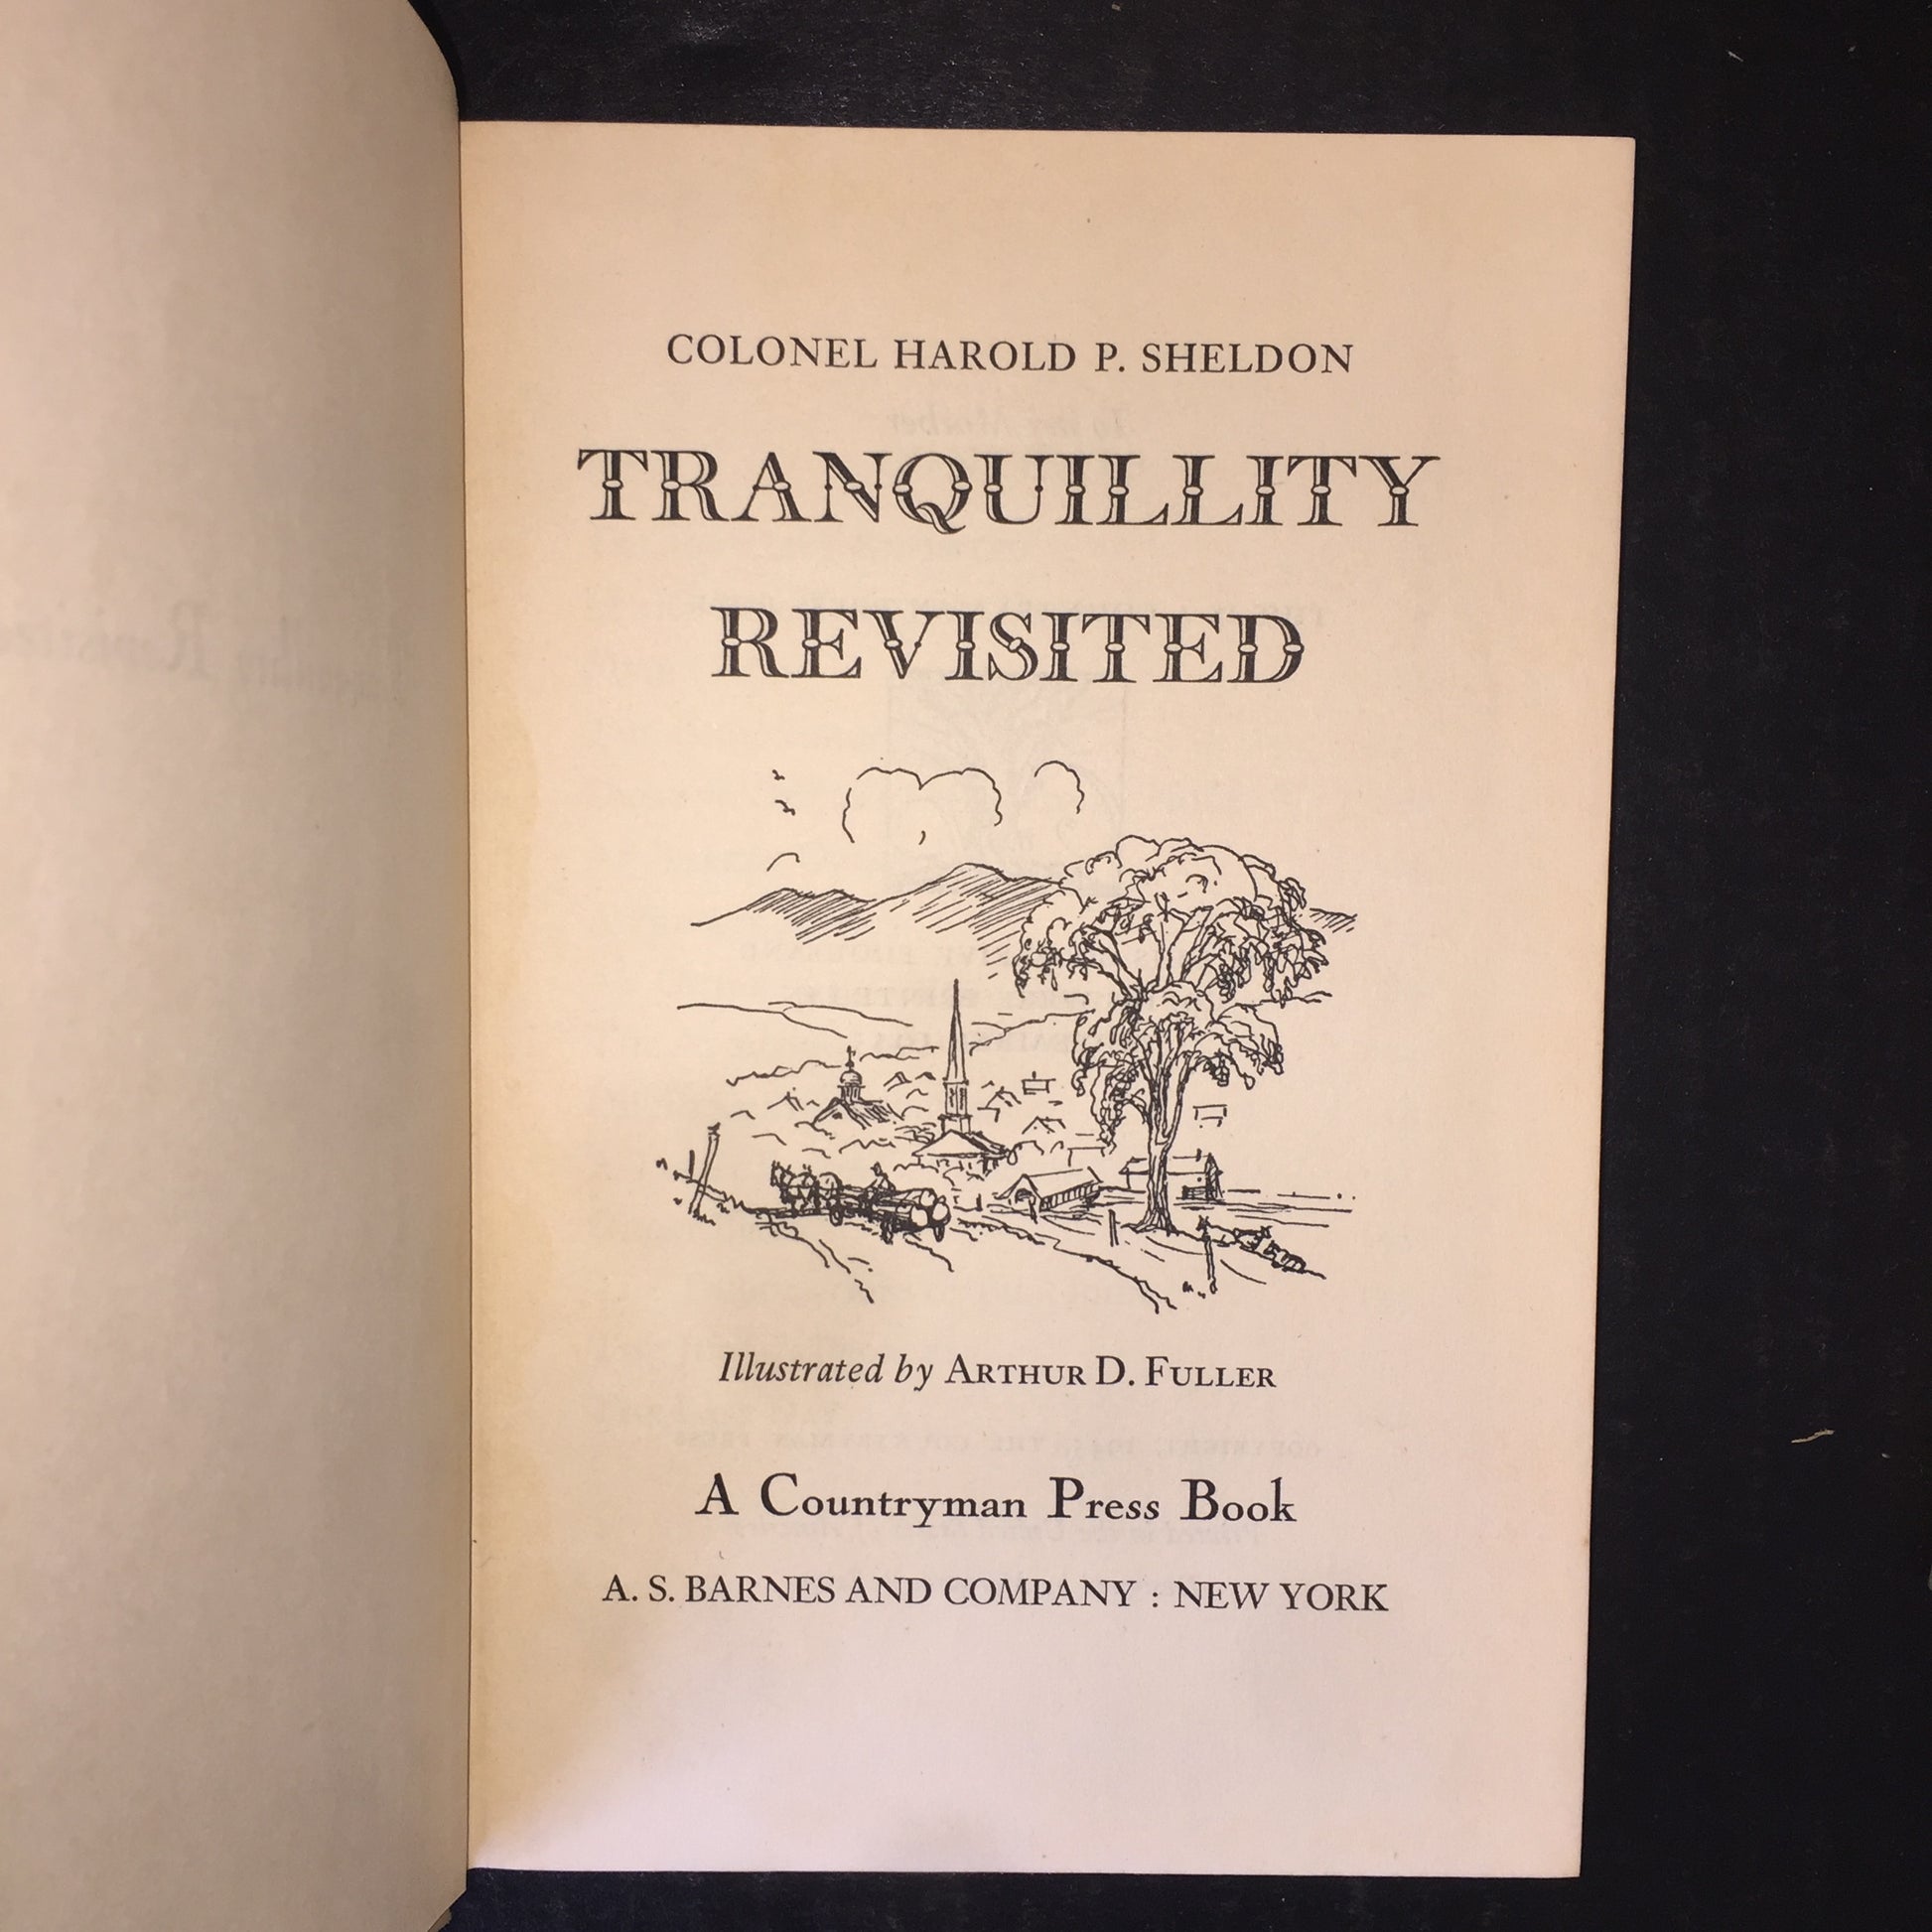 COLONEL HAROLD P. SHELDON
TRANQUILLITY
REVISITED
Illustrated by ARTHUR D. FULLER
A Countryman Press Book
A. S. BARNES AND COMPANY : NEW YORK